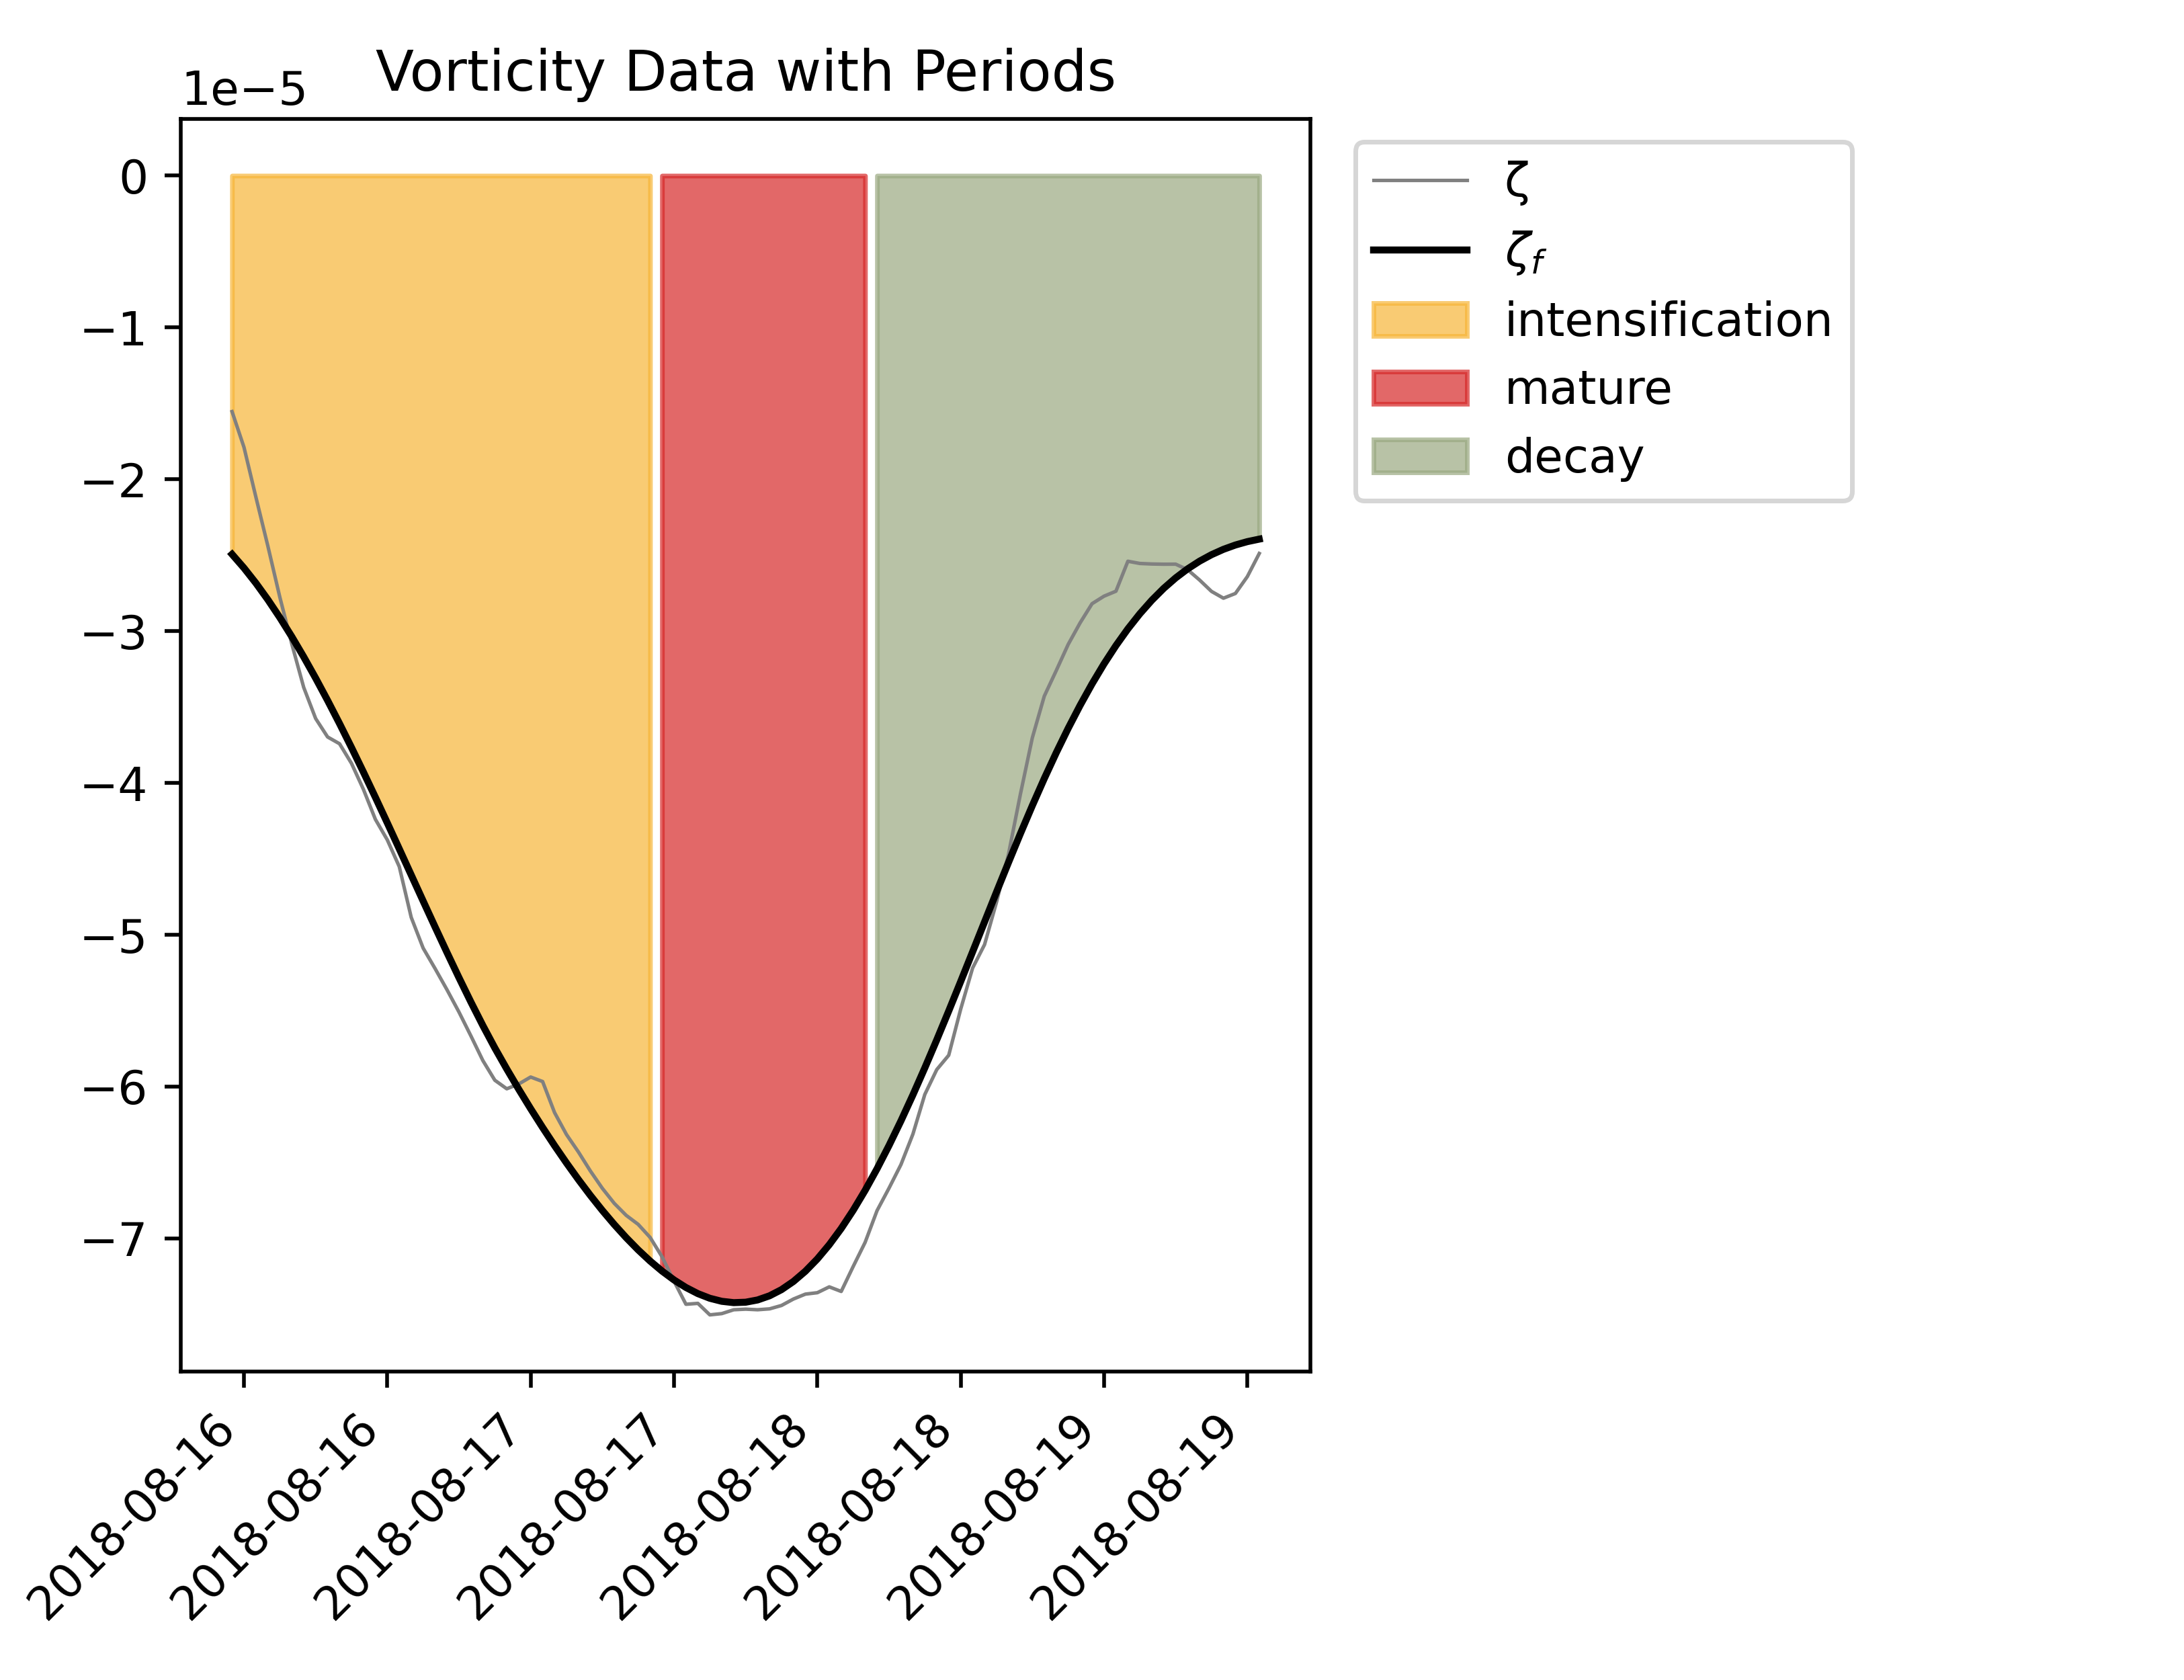 Vorticity Data with Periods
1e−5
0
−1
−2
−3
−4
−5
−6
−7
2018-08-16
2018-08-16
2018-08-17
2018-08-17
2018-08-18
2018-08-18
2018-08-19
2018-08-19
ζ
ζf
intensification
mature
decay